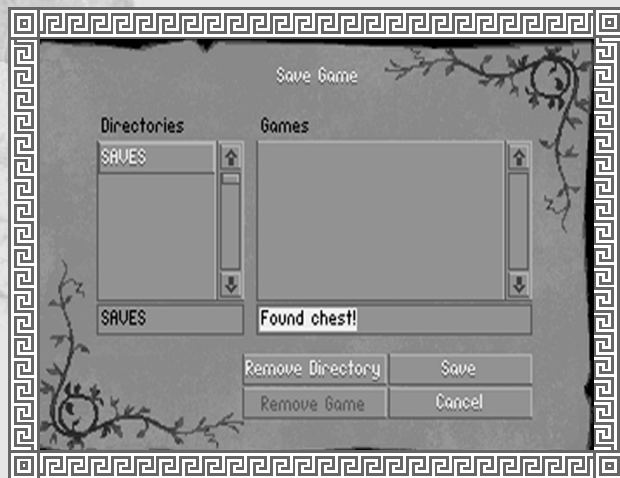 Save Game
Directories
Games
SAVES
SAVES
Found chest!
Remove Directory
Save
Remove Game
Cancel